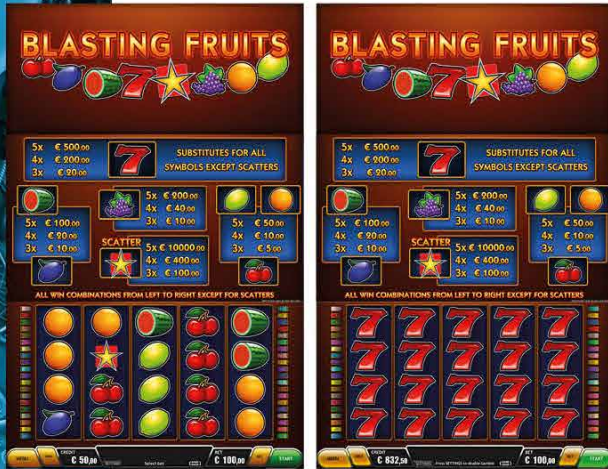 BLASTING FRUITS
5x € 500.00
4x € 200.00
3x € 20.00
SUBSTITUTES FOR ALL
SYMBOLS EXCEPT SCATTERS
5x € 100.00
4x € 20.00
3x € 10.00
5x € 200.00
4x € 40.00
3x € 10.00
5x € 50.00
4x € 10.00
3x € 5.00
SCATTER
5x € 10000.00
4x € 400.00
3x € 100.00
ALL WIN COMBINATIONS FROM LEFT TO RIGHT EXCEPT FOR SCATTERS
CREDIT
€ 50,00
Select bet
BET
€ 100,00
START
BLASTING FRUITS
5x € 500.00
4x € 200.00
3x € 20.00
SUBSTITUTES FOR ALL
SYMBOLS EXCEPT SCATTERS
5x € 100.00
4x € 20.00
3x € 10.00
5x € 200.00
4x € 40.00
3x € 10.00
5x € 50.00
4x € 10.00
3x € 5.00
SCATTER
5x € 10000.00
4x € 400.00
3x € 100.00
ALL WIN COMBINATIONS FROM LEFT TO RIGHT EXCEPT FOR SCATTERS
CREDIT
€ 832,50
BET
€ 100,00
START